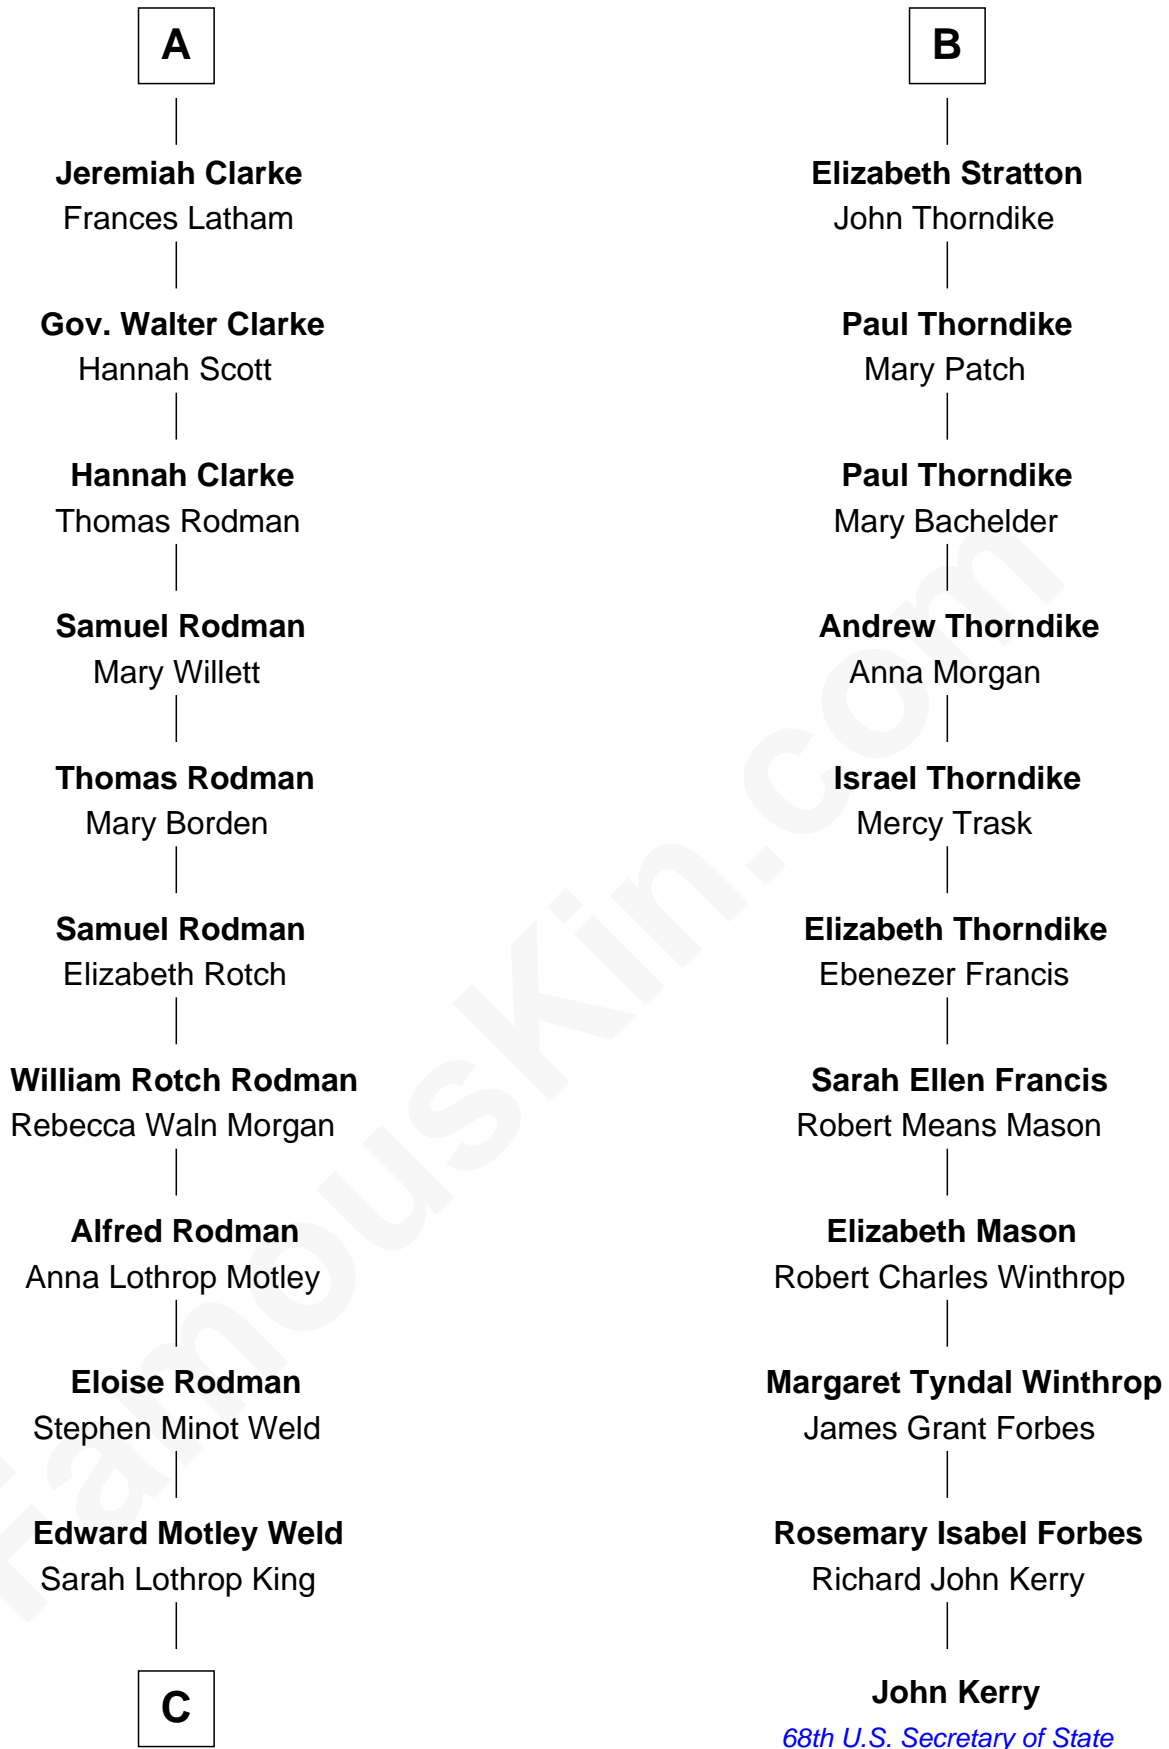 A
Jeremiah Clarke
Frances Latham
Gov. Walter Clarke
Hannah Scott
Hannah Clarke
Thomas Rodman
Samuel Rodman
Mary Willett
Thomas Rodman
Mary Borden
Samuel Rodman
Elizabeth Rotch
William Rotch Rodman
Rebecca Waln Morgan
Alfred Rodman
Anna Lothrop Motley
Eloise Rodman
Stephen Minot Weld
Edward Motley Weld
Sarah Lothrop King
C
B
Elizabeth Stratton
John Thorndike
Paul Thorndike
Mary Patch
Paul Thorndike
Mary Bachelder
Andrew Thorndike
Anna Morgan
Israel Thorndike
Mercy Trask
Elizabeth Thorndike
Ebenezer Francis
Sarah Ellen Francis
Robert Means Mason
Elizabeth Mason
Robert Charles Winthrop
Margaret Tyndal Winthrop
James Grant Forbes
Rosemary Isabel Forbes
Richard John Kerry
John Kerry
68th U.S. Secretary of State
FamousKin.com